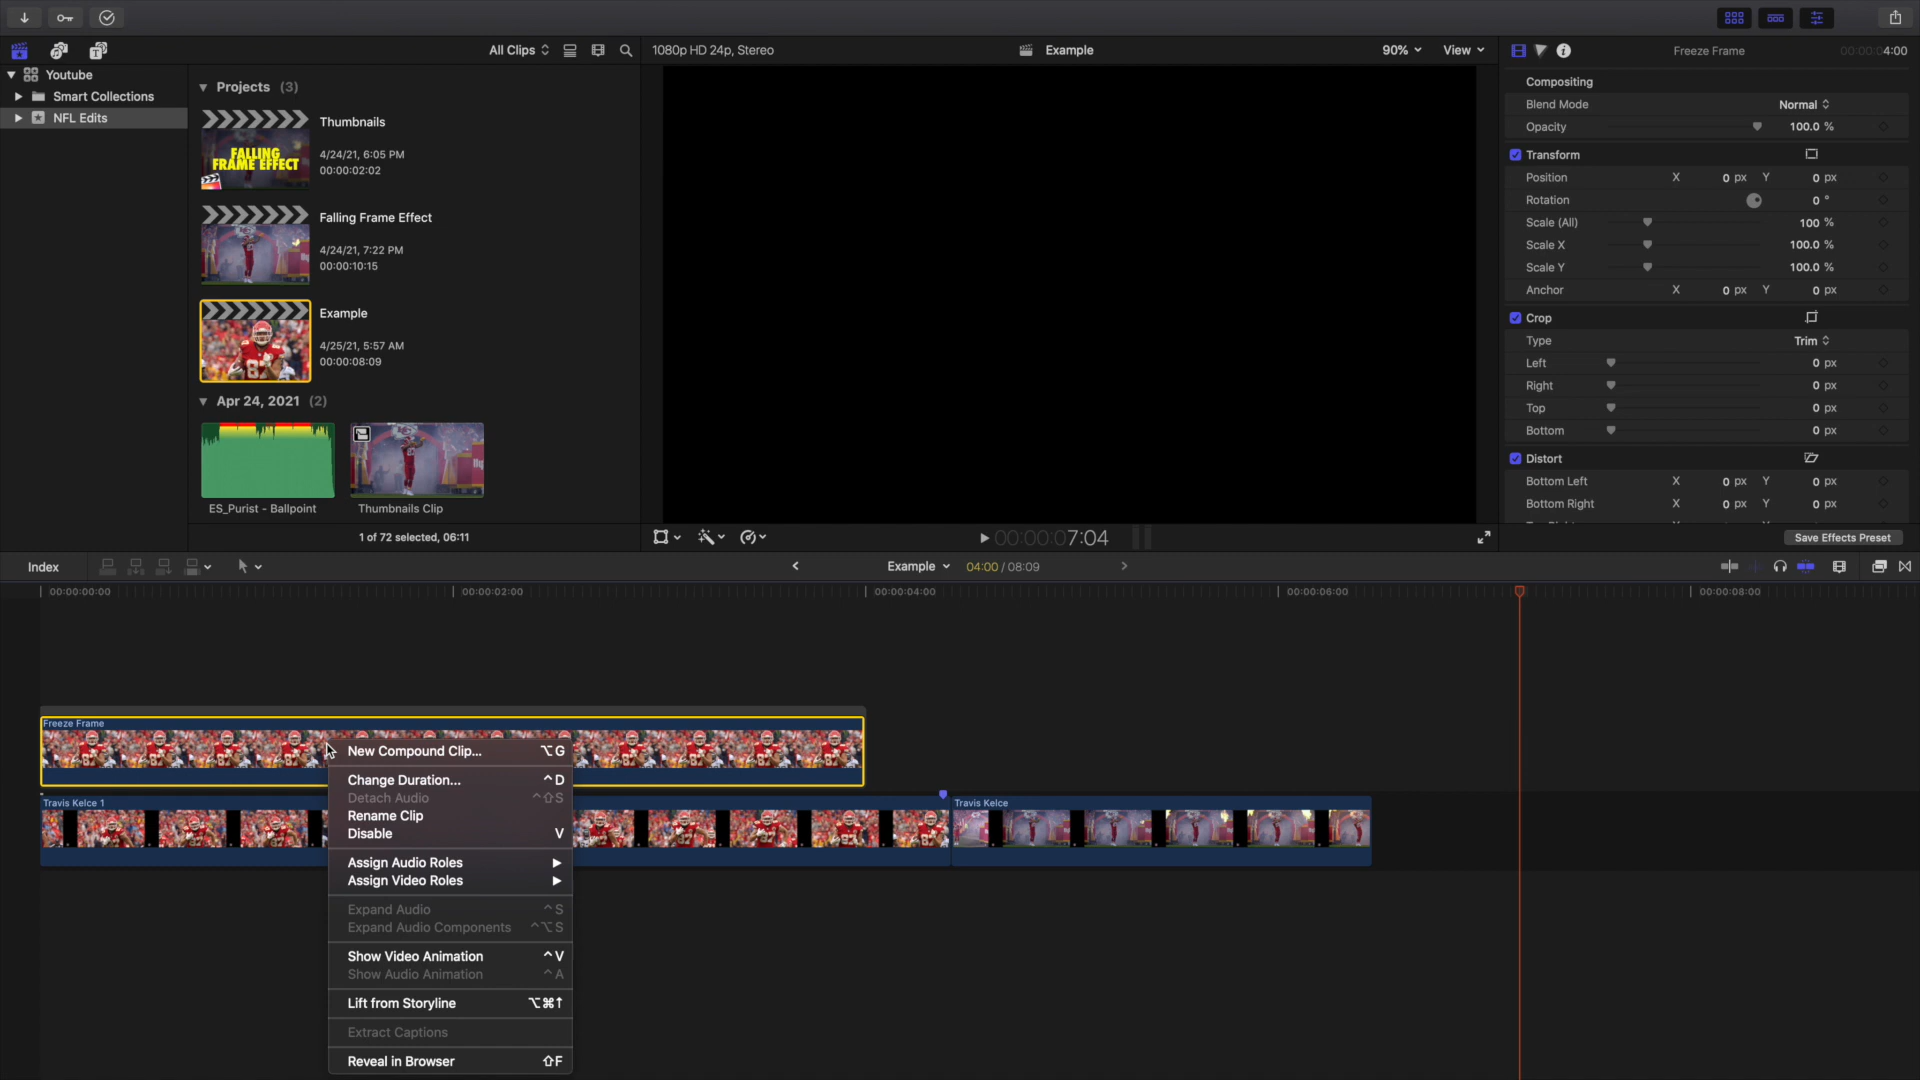 All Clips
1080p HD 24p, Stereo
Example
90%
View
Freeze Frame
00:00:04:00
Youtube
Smart Collections
NFL Edits
Projects (3)
Thumbnails
4/24/21, 6:05 PM
00:00:02:02
FALLING
FRAME EFFECT
Falling Frame Effect
4/24/21, 7:22 PM
00:00:10:15
Example
4/25/21, 5:57 AM
00:00:08:09
Apr 24, 2021 (2)
ES_Purist - Ballpoint
Thumbnails Clip
1 of 72 selected, 06:11
00:00:07:04
Compositing
Blend Mode Normal
Opacity 100.0 %
Transform
Position X 0 px Y 0 px
Rotation 0 °
Scale (All) 100 %
Scale X 100.0 %
Scale Y 100.0 %
Anchor X 0 px Y 0 px
Crop
Type Trim
Left 0 px
Right 0 px
Top 0 px
Bottom 0 px
Distort
Bottom Left X 0 px Y 0 px
Bottom Right X 0 px Y 0 px
Save Effects Preset
Index
Example 04:00 / 08:09
00:00:00:00 00:00:02:00 00:00:04:00 00:00:06:00 00:00:08:00
Freeze Frame
Travis Kelce 1
Travis Kelce
New Compound Clip... ⌥G
Change Duration... ^D
Detach Audio ^⇧S
Rename Clip
Disable V
Assign Audio Roles
Assign Video Roles
Expand Audio ^S
Expand Audio Components ^⌥S
Show Video Animation ^V
Show Audio Animation ^A
Lift from Storyline ⌥⌘↑
Extract Captions
Reveal in Browser ⇧F